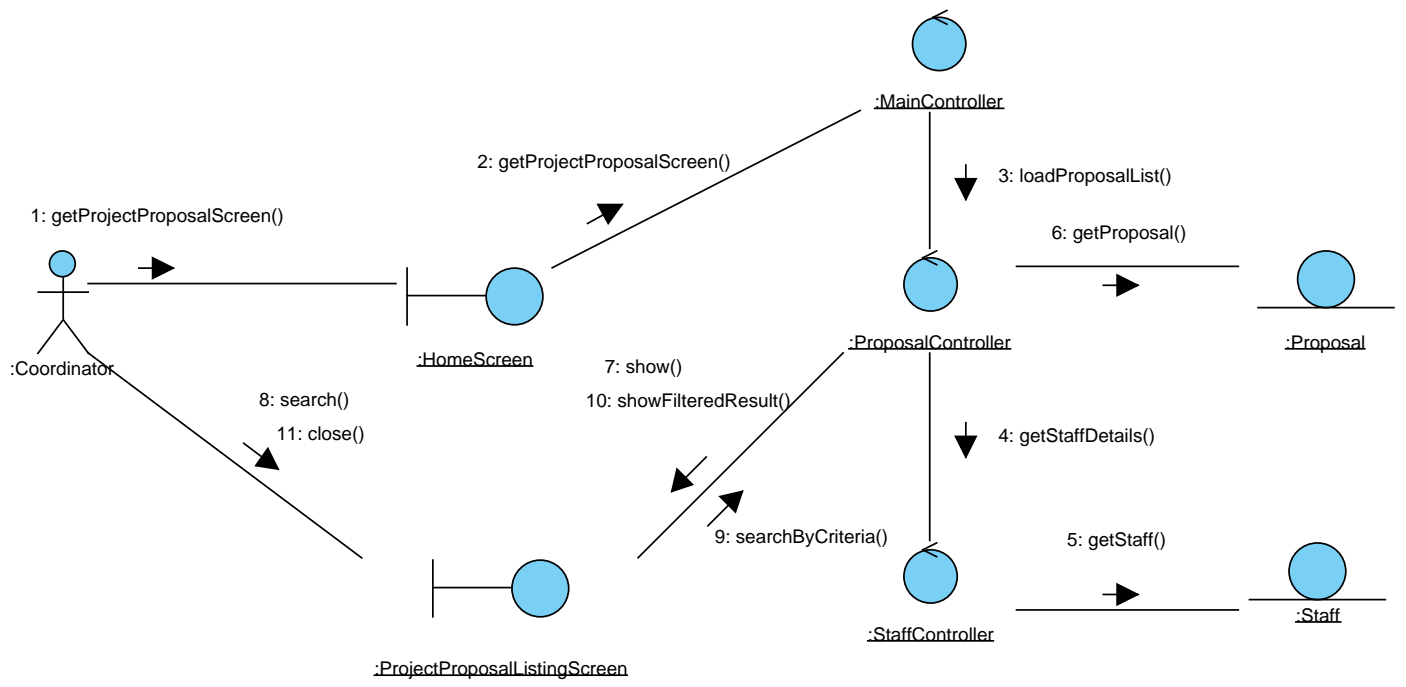 :MainController
2: getProjectProposalScreen()
3: loadProposalList()
1: getProjectProposalScreen()
6: getProposal()
:Coordinator
:HomeScreen
:ProposalController
:Proposal
7: show()
10: showFilteredResult()
8: search()
11: close()
4: getStaffDetails()
9: searchByCriteria()
5: getStaff()
:ProjectProposalListingScreen
:StaffController
:Staff